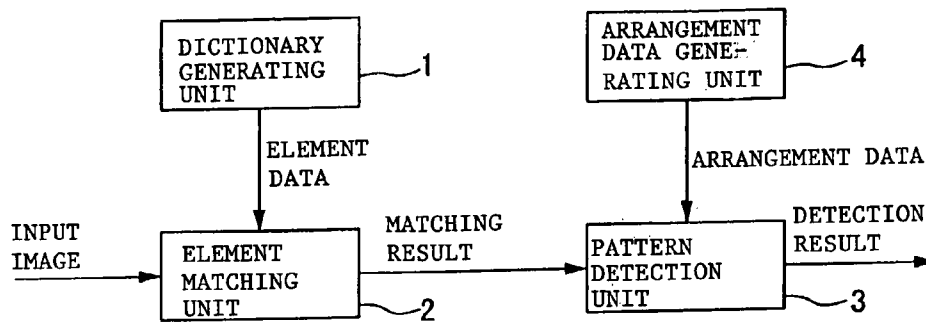 DICTIONARY
GENERATING
UNIT
1
ARRANGEMENT
DATA GENE-
RATING UNIT
4
ELEMENT
DATA
ARRANGEMENT DATA
INPUT
IMAGE
ELEMENT
MATCHING
UNIT
2
MATCHING
RESULT
PATTERN
DETECTION
UNIT
3
DETECTION
RESULT